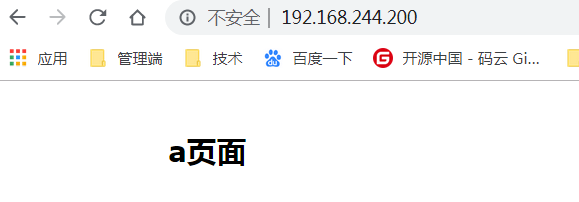 不安全 | 192.168.244.200
应用 管理端 技术 百度一下 G 开源中国 - 码云 Gi...
a页面